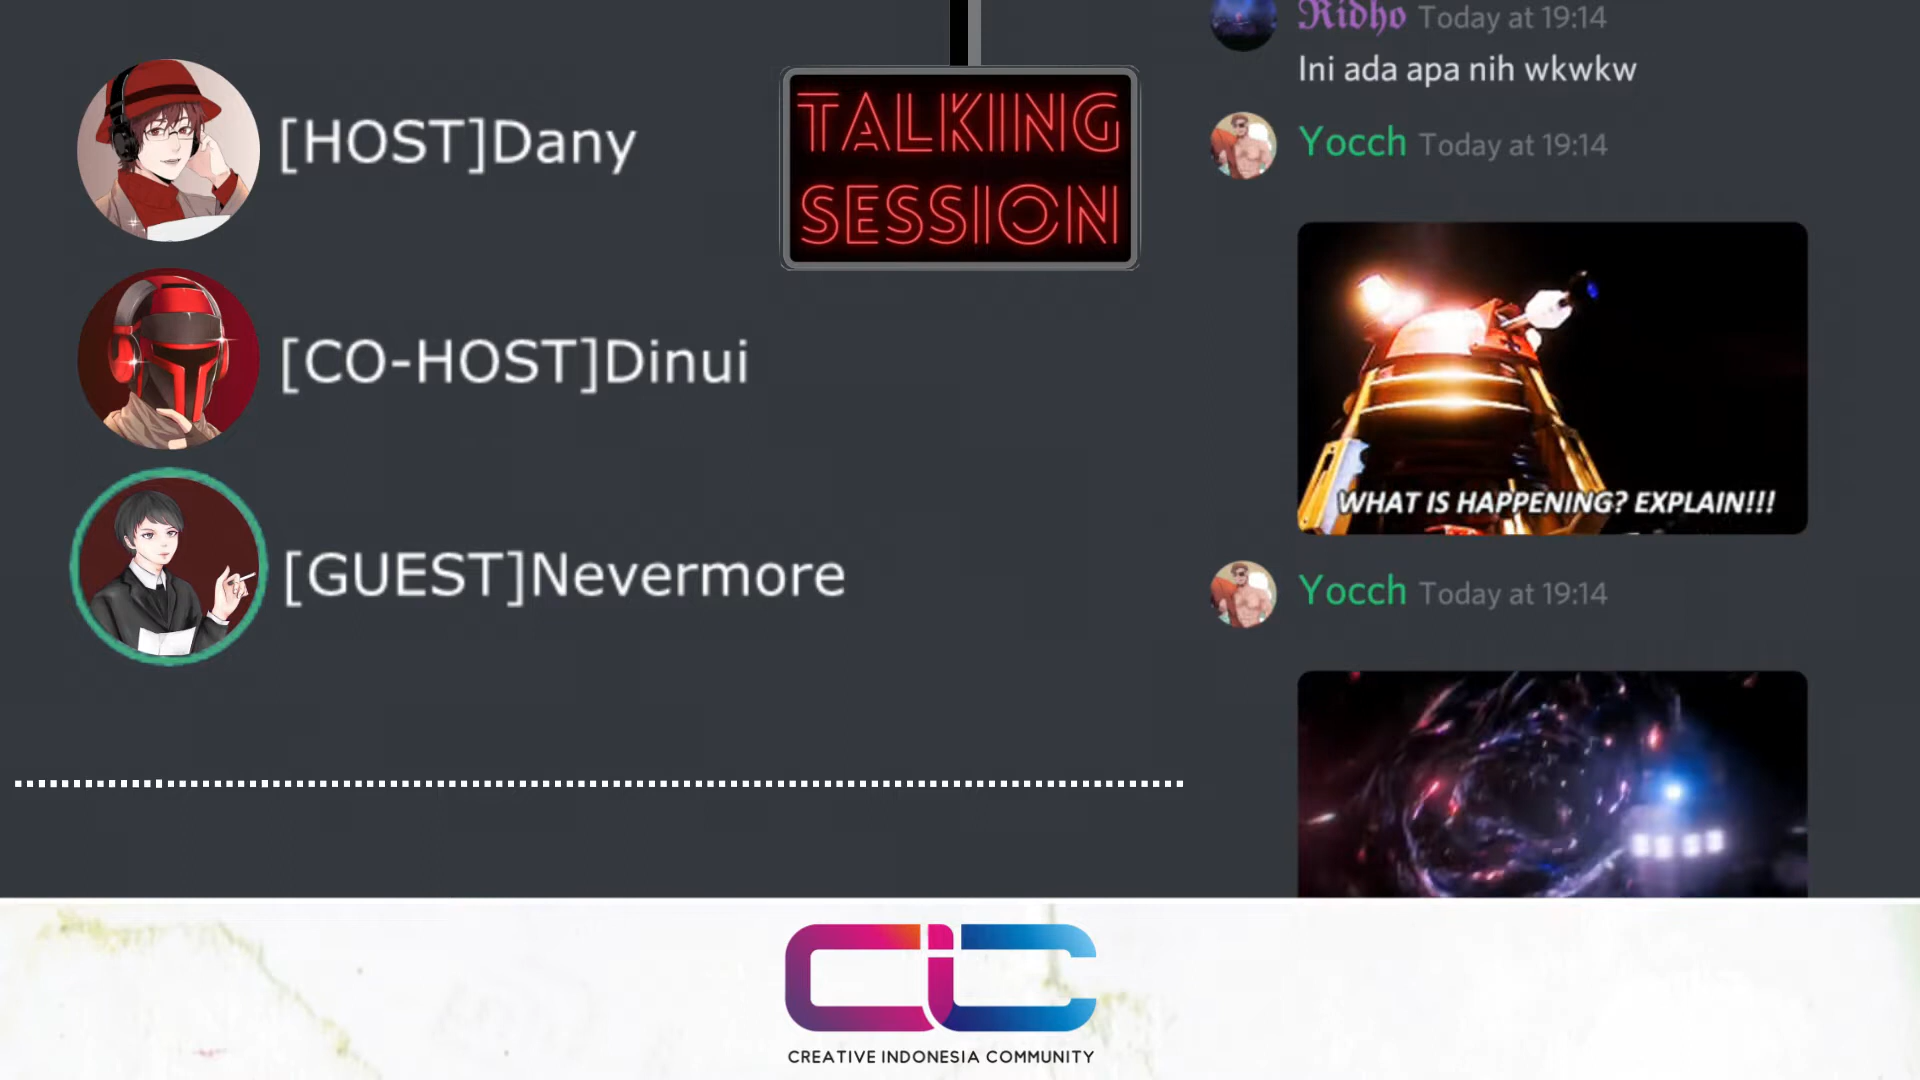 [HOST]Dany
[CO-HOST]Dinui
[GUEST]Nevermore
TALKING
SESSION
Ridho Today at 19:14
Ini ada apa nih wkwkw
Yocch Today at 19:14
WHAT IS HAPPENING? EXPLAIN!!!
Yocch Today at 19:14
CiC
CREATIVE INDONESIA COMMUNITY